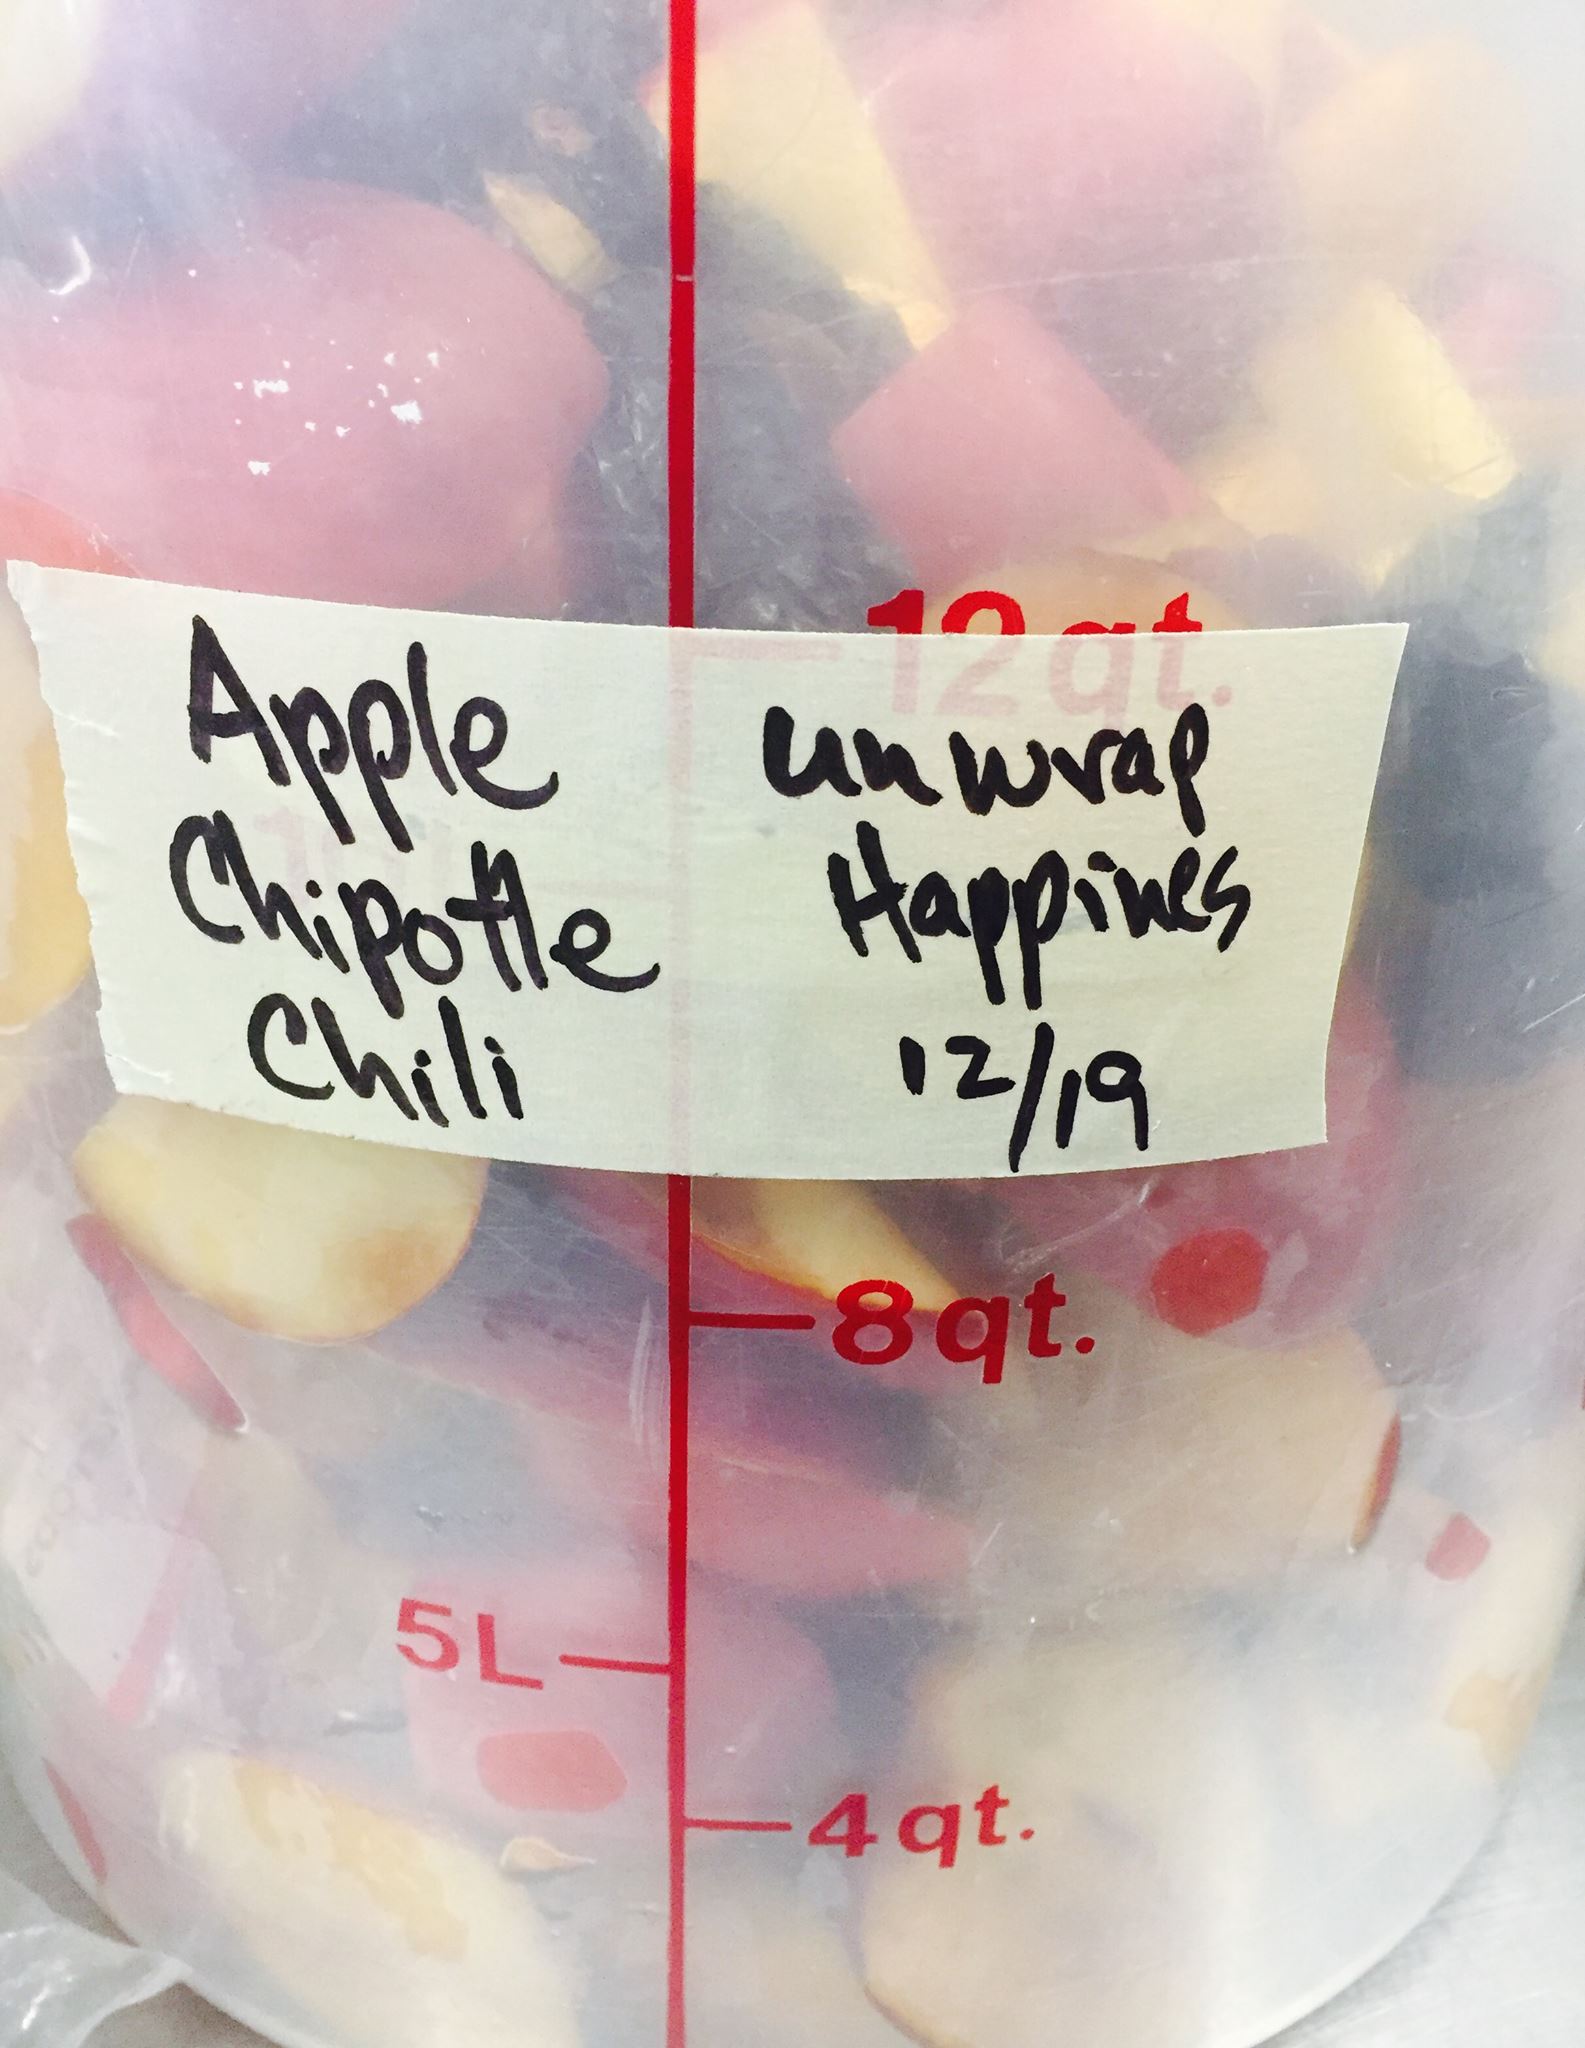 12 qt.
Apple
Chipotle
Chili
unwrap
Happines
12/19
8 qt.
5L
4 qt.